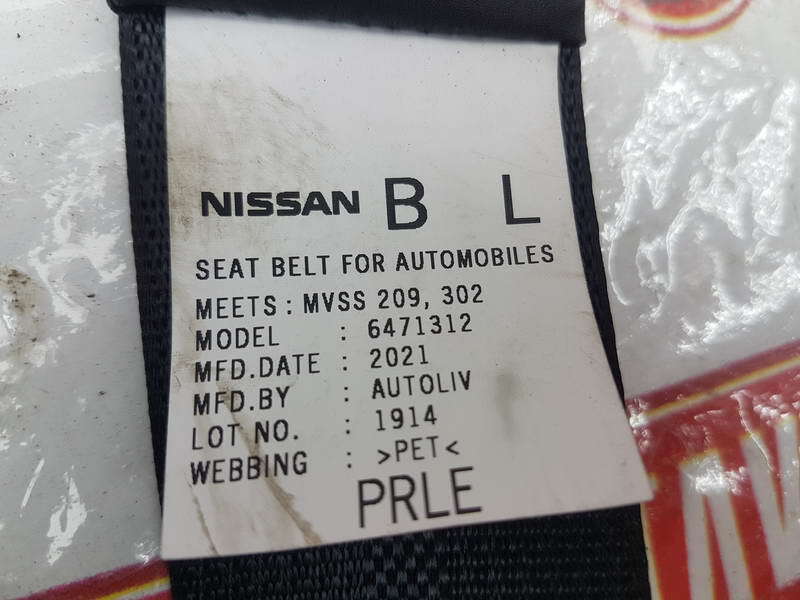 NISSAN B L
SEAT BELT FOR AUTOMOBILES
MEETS : MVSS 209, 302
MODEL : 6471312
MFD.DATE : 2021
MFD.BY : AUTOLIV
LOT NO. : 1914
WEBBING : >PET<
PRLE